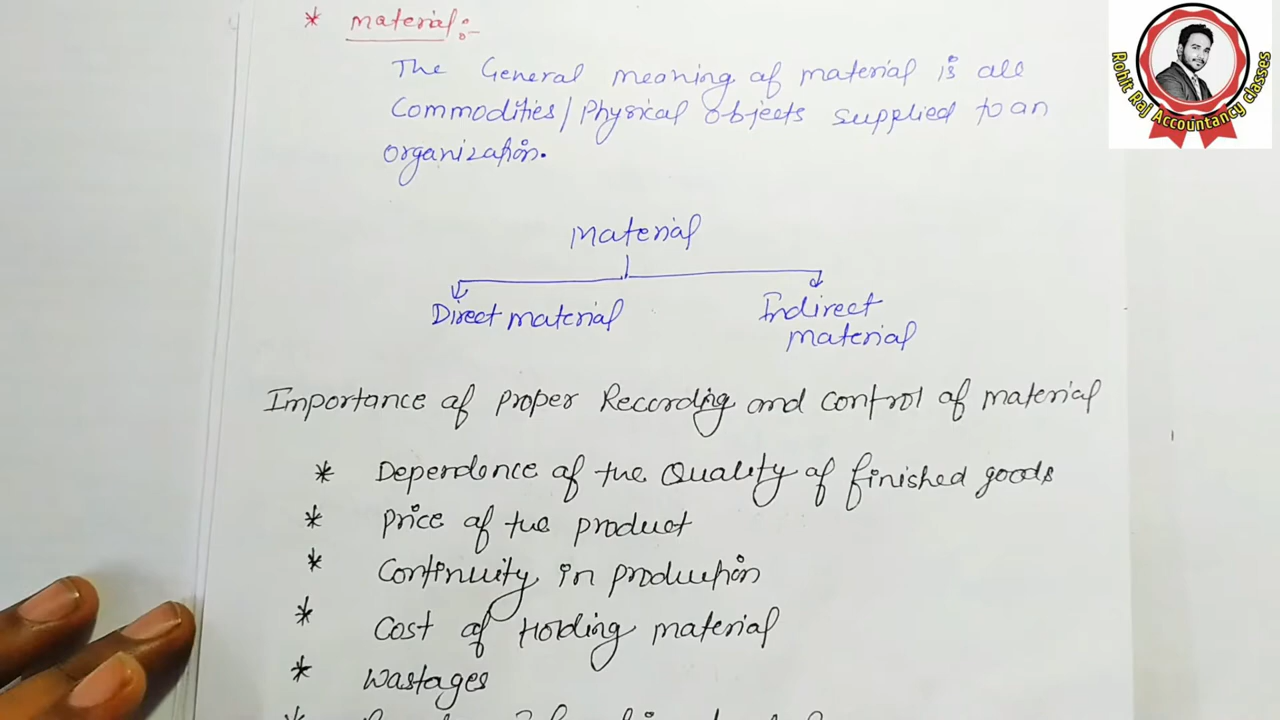 * Material:-
The General meaning of material is all
Commodities/Physical Objects supplied to an
organization.
Material
Direct material
Indirect
material
Importance of proper Recording and control of material
* Dependence of the Quality of finished goods
* Price of the product
* Continuity in production
* Cost of Holding material
* Wastages
*
Rohit Raj Accountancy classes